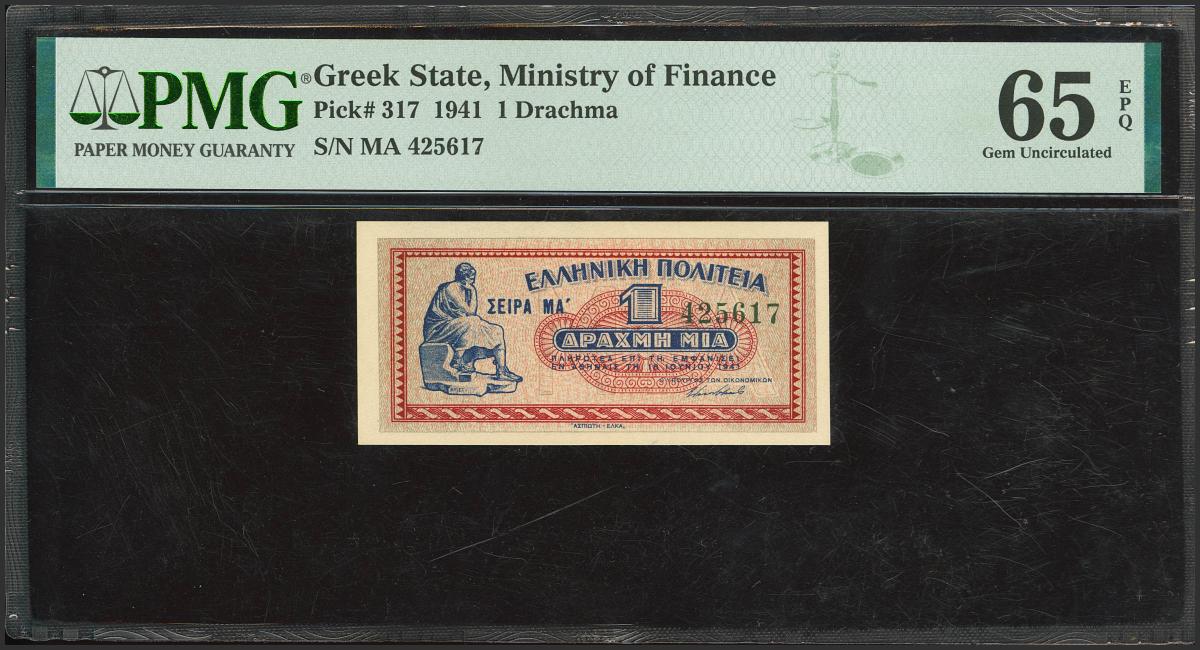 PMG®
PAPER MONEY GUARANTY
Greek State, Ministry of Finance
Pick# 317 1941 1 Drachma
S/N MA 425617
65 EPQ
Gem Uncirculated
ΕΛΛΗΝΙΚΗ ΠΟΛΙΤΕΙΑ
ΣΕΙΡΑ ΜΑ΄
1
425617
ΔΡΑΧΜΗ ΜΙΑ
ΠΛΗΡΩΤΕΑ ΕΠΙ ΤΗ ΕΜΦΑΝΙΣΕΙ
ΕΝ ΑΘΗΝΑΙΣ ΤΗ 18 ΙΟΥΝΙΟΥ 1941
Ο ΥΠΟΥΡΓΟΣ ΤΩΝ ΟΙΚΟΝΟΜΙΚΩΝ
ΑΣΠΙΩΤΗ - ΕΛΚΑ.